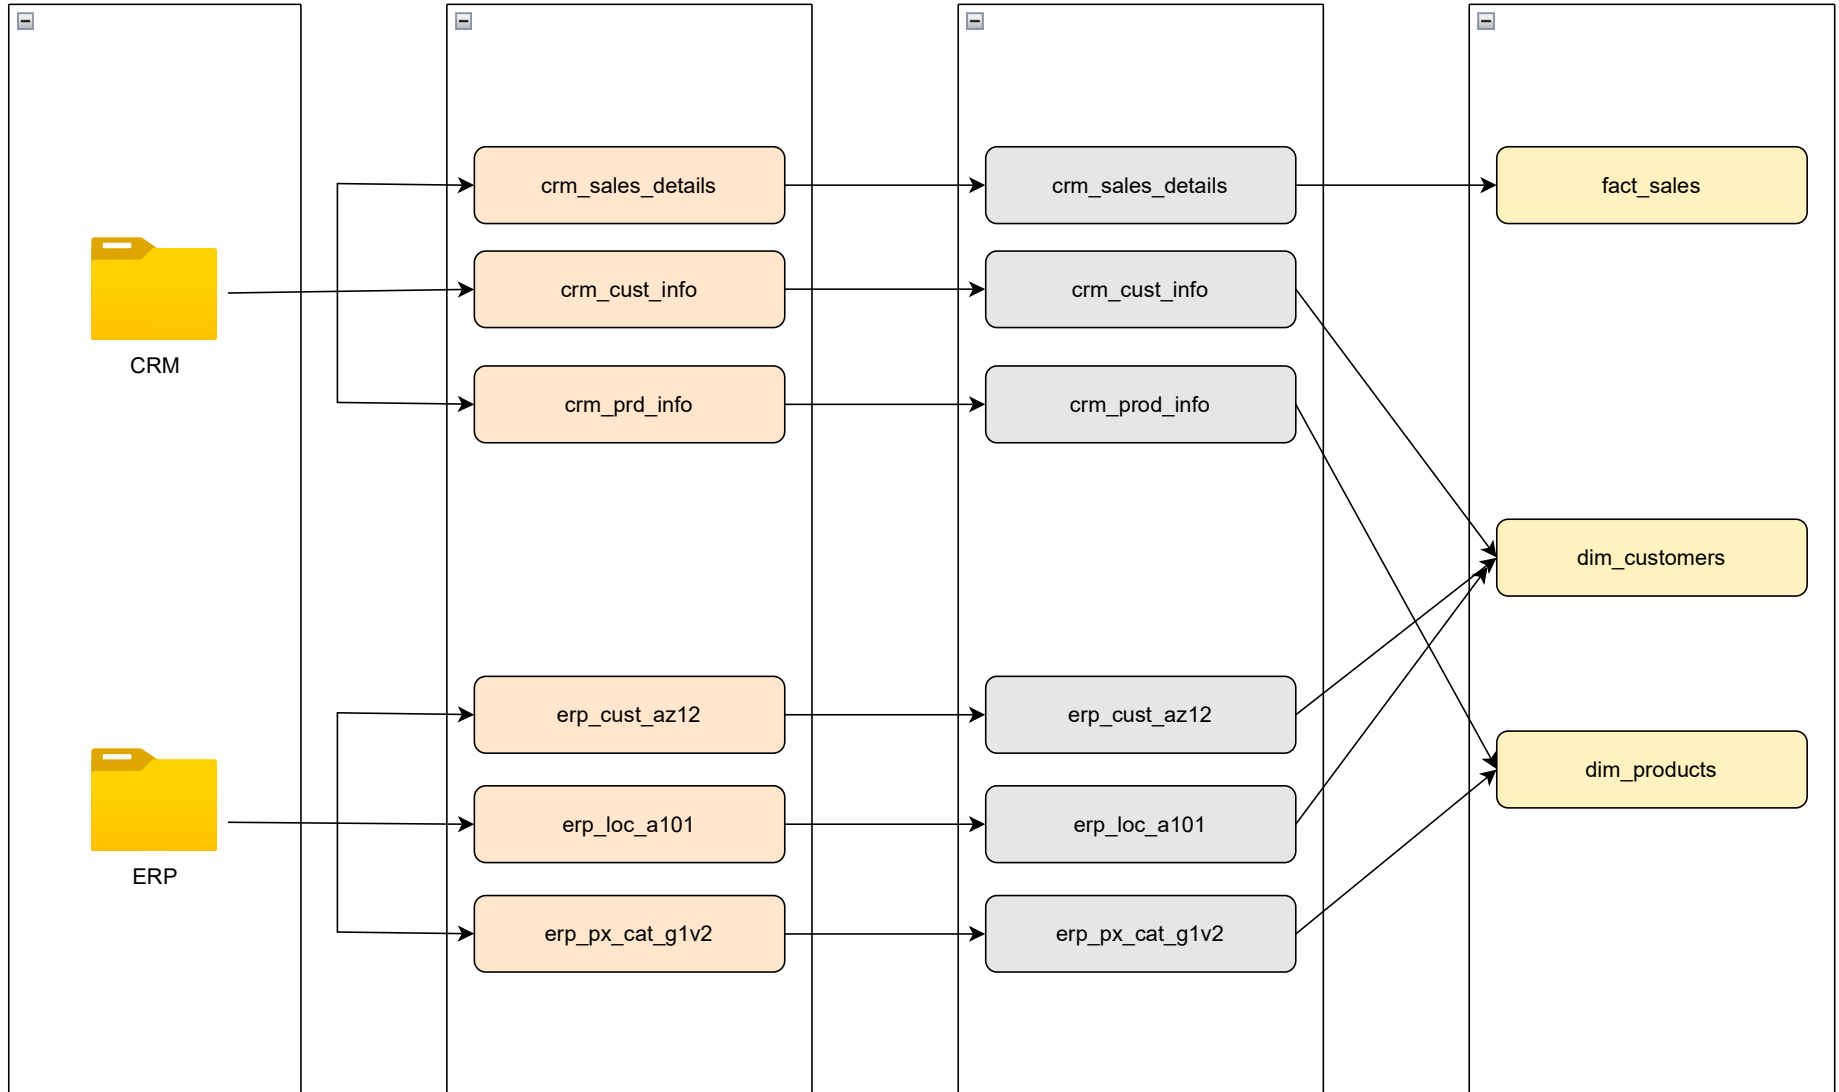 CRM
ERP
crm_sales_details
crm_cust_info
crm_prd_info
erp_cust_az12
erp_loc_a101
erp_px_cat_g1v2
crm_sales_details
crm_cust_info
crm_prod_info
erp_cust_az12
erp_loc_a101
erp_px_cat_g1v2
fact_sales
dim_customers
dim_products